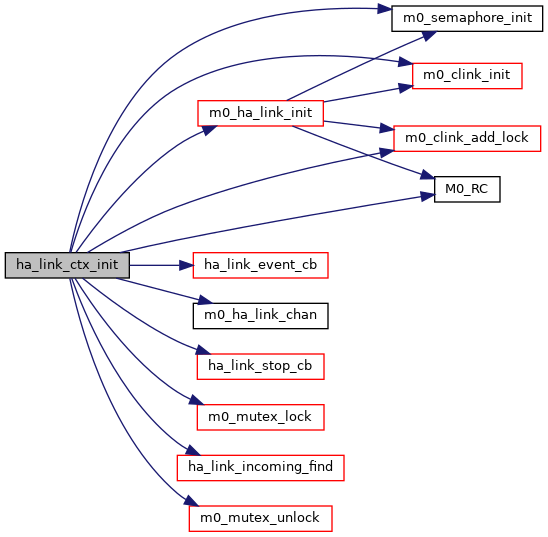 m0_semaphore_init
m0_clink_init
m0_ha_link_init
m0_clink_add_lock
M0_RC
ha_link_ctx_init
ha_link_event_cb
m0_ha_link_chan
ha_link_stop_cb
m0_mutex_lock
ha_link_incoming_find
m0_mutex_unlock